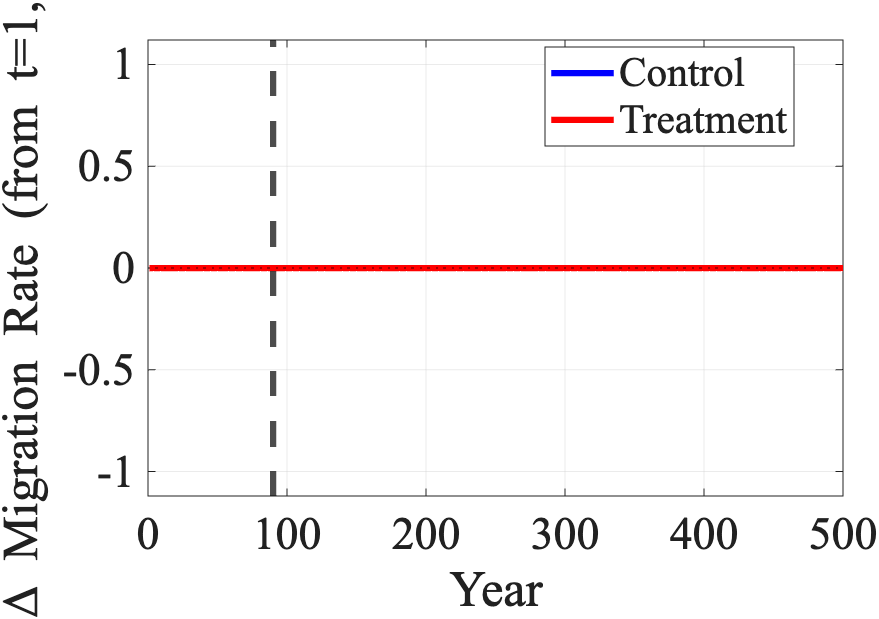 Δ Migration Rate (from t=1,
1
0.5
0
-0.5
-1
Control
Treatment
0 100 200 300 400 500
Year